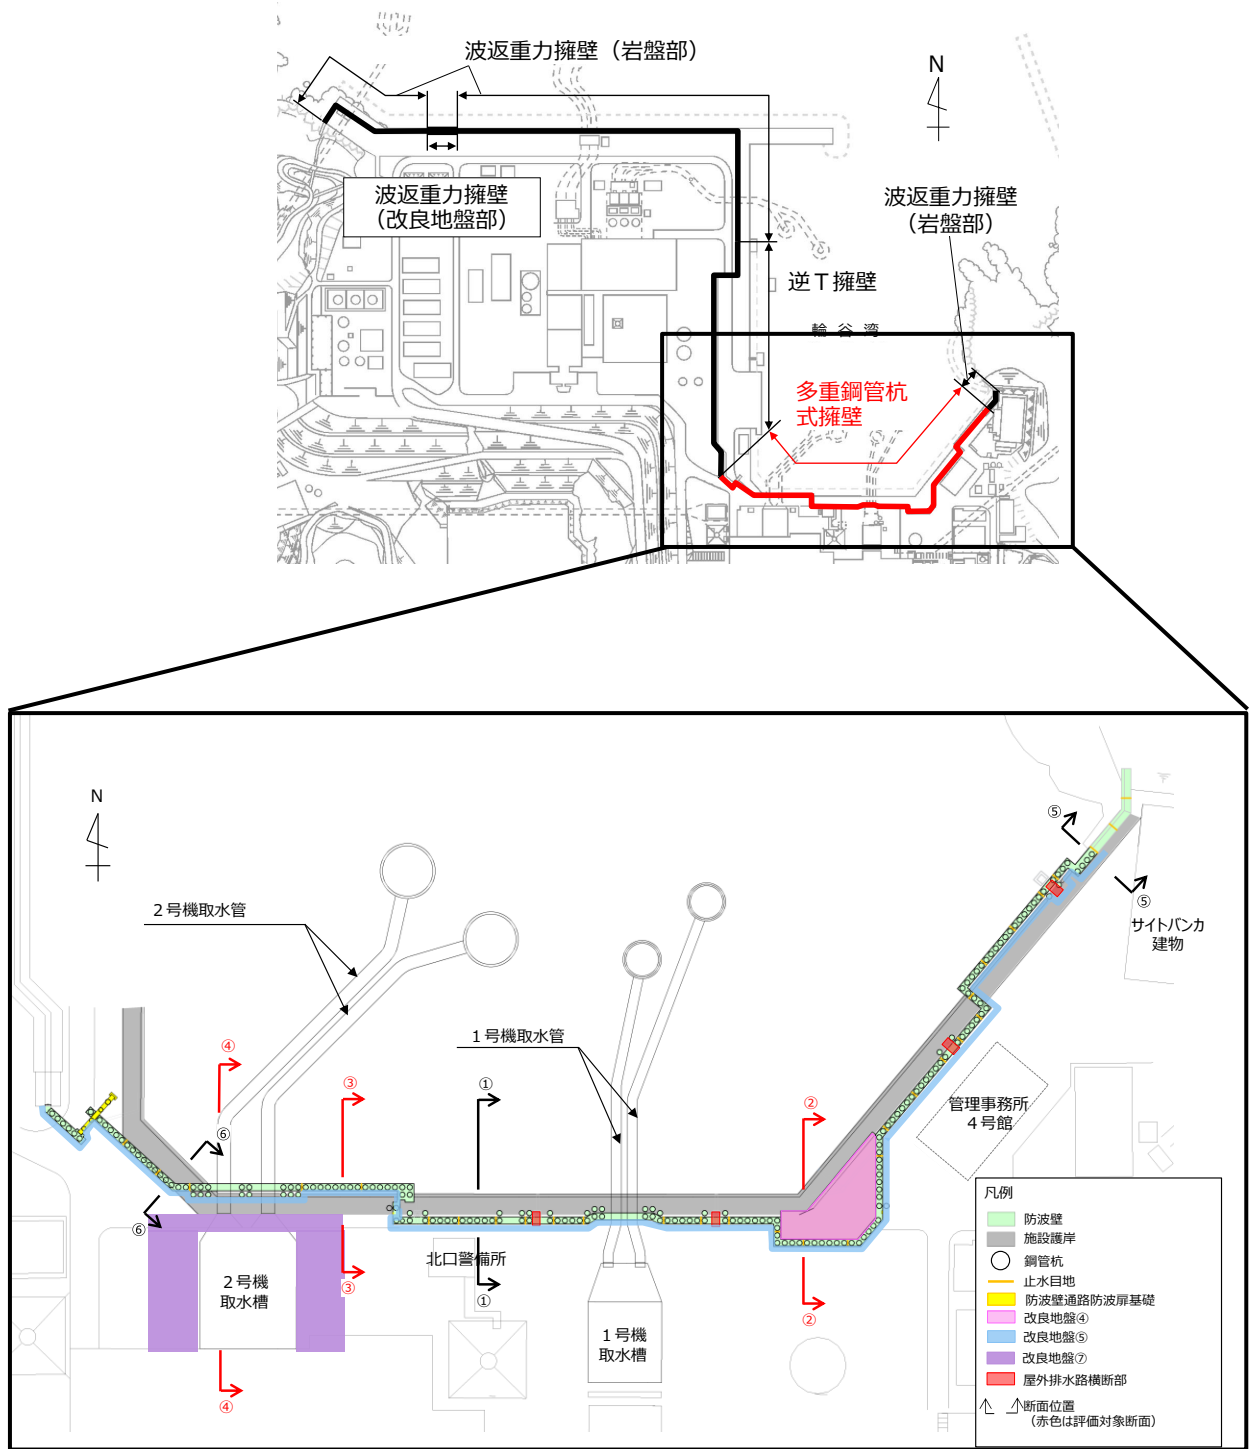 波返重力擁壁（岩盤部）
N
波返重力擁壁
（改良地盤部）
波返重力擁壁
（岩盤部）
逆Ｔ擁壁
輪谷湾
多重鋼管杭
式擁壁
N
２号機取水管
１号機取水管
⑤
⑤
サイトバンカ
建物
④
③
①
②
⑥
⑥
管理事務所
４号館
北口警備所
２号機
取水槽
③
①
②
１号機
取水槽
④
凡例
防波壁
施設護岸
鋼管杭
止水目地
防波壁通路防波扉基礎
改良地盤④
改良地盤⑤
改良地盤⑦
屋外排水路横断部
断面位置
（赤色は評価対象断面）